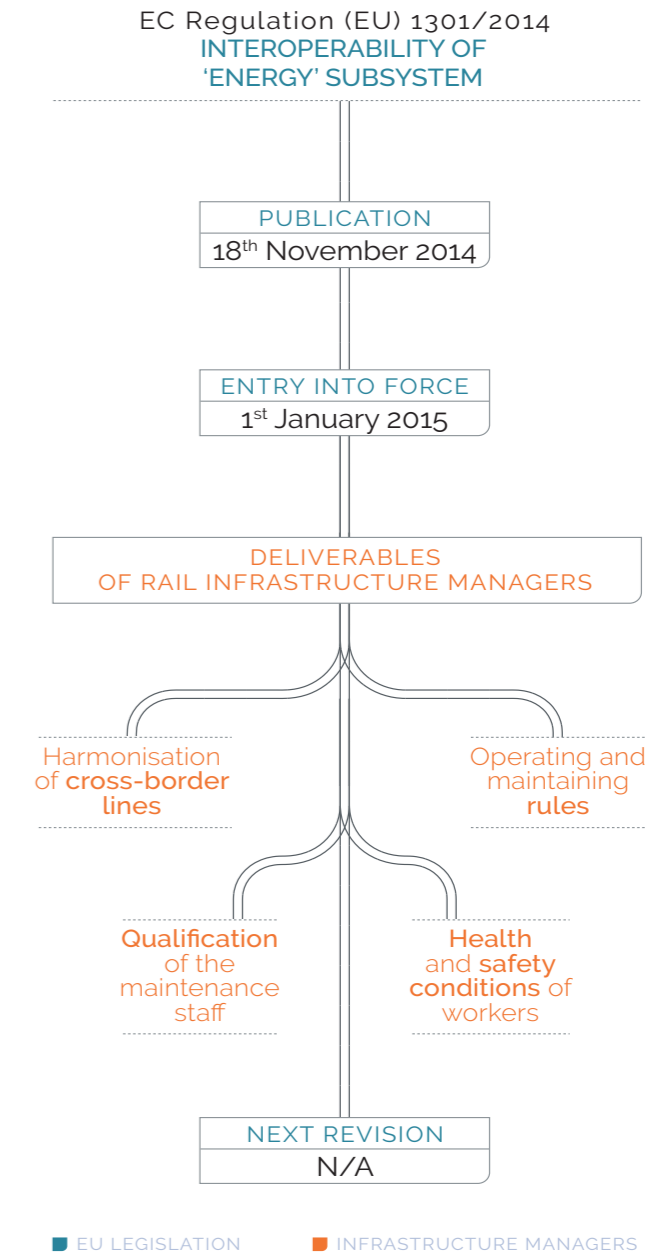 EC Regulation (EU) 1301/2014
INTEROPERABILITY OF
‘ENERGY’ SUBSYSTEM
PUBLICATION
18th November 2014
ENTRY INTO FORCE
1st January 2015
DELIVERABLES
OF RAIL INFRASTRUCTURE MANAGERS
Harmonisation
of cross-border
lines
Operating and
maintaining
rules
Qualification
of the
maintenance
staff
Health
and safety
conditions of
workers
NEXT REVISION
N/A
EU LEGISLATION
INFRASTRUCTURE MANAGERS